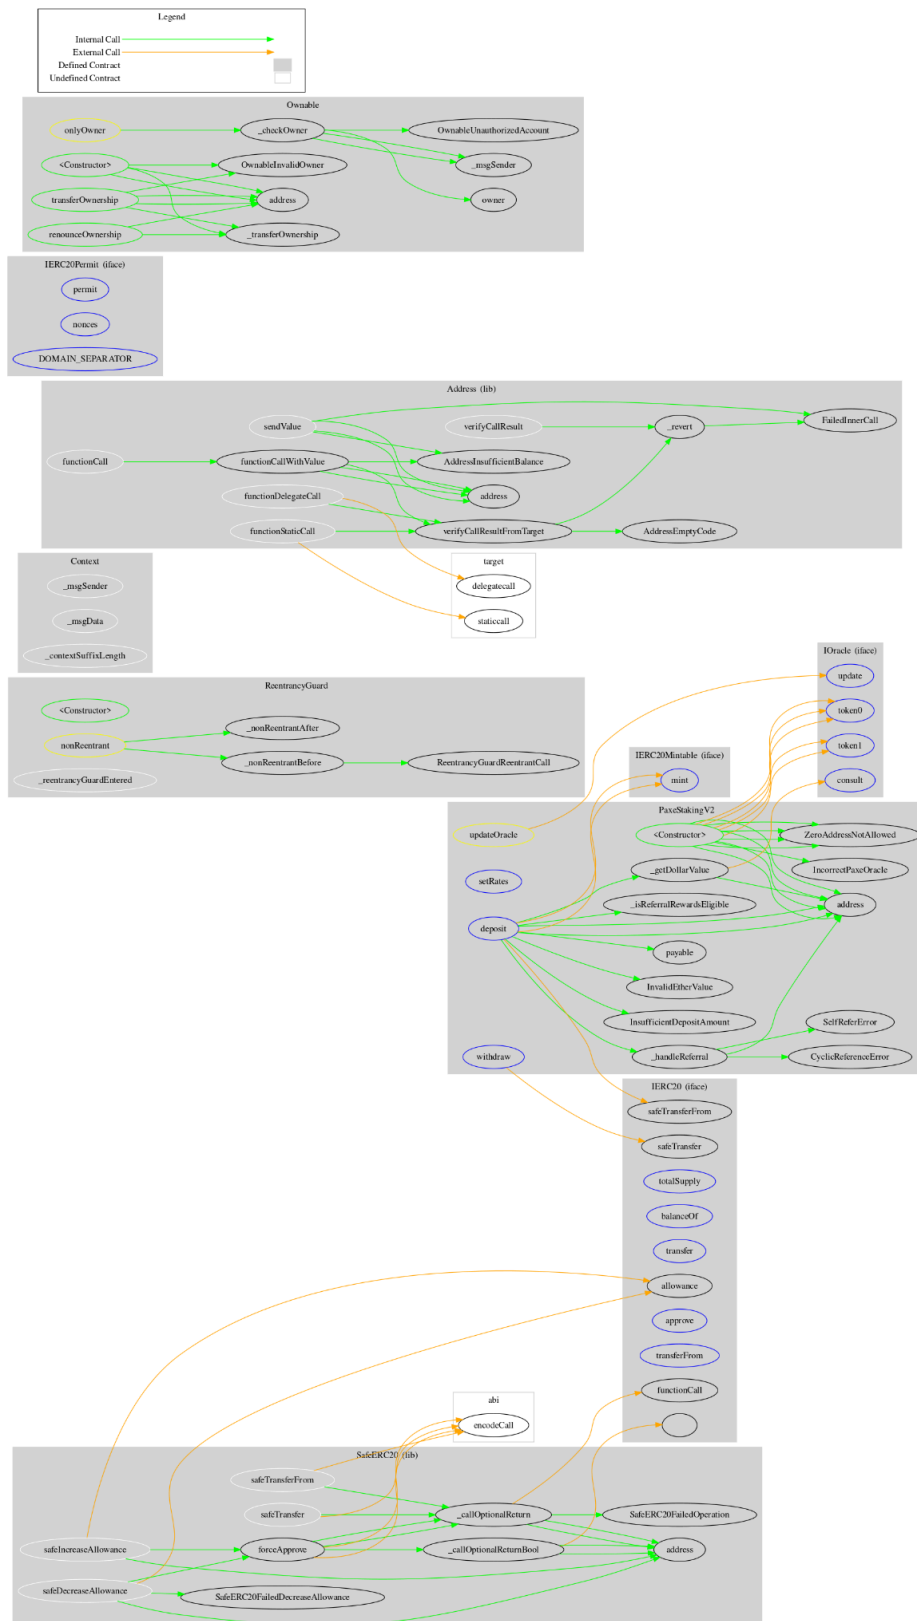 Legend
Internal Call
External Call
Defined Contract
Undefined Contract
Ownable
onlyOwner
_checkOwner
OwnableUnauthorizedAccount
<Constructor>
OwnableInvalidOwner
_msgSender
transferOwnership
address
owner
renounceOwnership
_transferOwnership
IERC20Permit (iface)
permit
nonces
DOMAIN_SEPARATOR
Address (lib)
sendValue
verifyCallResult
_revert
FailedInnerCall
functionCall
functionCallWithValue
AddressInsufficientBalance
functionDelegateCall
address
functionStaticCall
verifyCallResultFromTarget
AddressEmptyCode
Context
_msgSender
_msgData
_contextSuffixLength
target
delegatecall
staticcall
IOracle (iface)
update
token0
token1
consult
ReentrancyGuard
<Constructor>
_nonReentrantAfter
nonReentrant
_nonReentrantBefore
ReentrancyGuardReentrantCall
_reentrancyGuardEntered
IERC20Mintable (iface)
mint
PaxeStakingV2
updateOracle
<Constructor>
ZeroAddressNotAllowed
setRates
_getDollarValue
IncorrectPaxeOracle
_isReferralRewardsEligible
address
deposit
payable
InvalidEtherValue
InsufficientDepositAmount
SelfReferError
withdraw
_handleReferral
CyclicReferenceError
IERC20 (iface)
safeTransferFrom
safeTransfer
totalSupply
balanceOf
transfer
allowance
approve
transferFrom
functionCall
abi
encodeCall
SafeERC20 (lib)
safeTransferFrom
safeTransfer
_callOptionalReturn
SafeERC20FailedOperation
safeIncreaseAllowance
forceApprove
_callOptionalReturnBool
address
safeDecreaseAllowance
SafeERC20FailedDecreaseAllowance